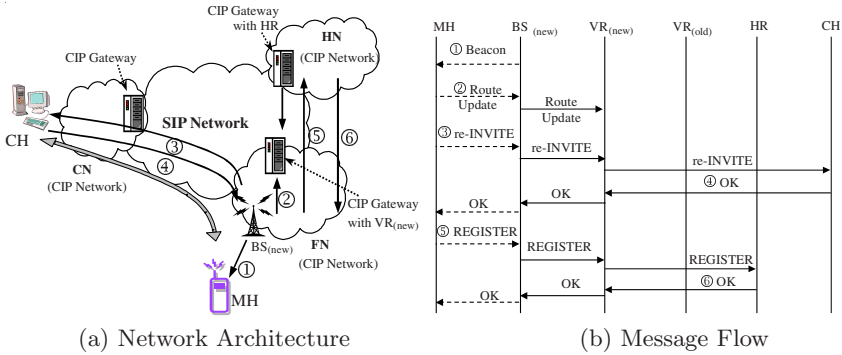 CIP Gateway
with HR
HN
(CIP Network)
CIP Gateway
SIP Network
③
④
⑤
⑥
②
CH
CN
(CIP Network)
CIP Gateway
with VR(new)
BS(new)
FN
(CIP Network)
①
MH
(a) Network Architecture
MH BS (new) VR(new) VR(old) HR CH
① Beacon
② Route
Update
Route
Update
③ re-INVITE
re-INVITE
re-INVITE
④ OK
OK
OK
⑤ REGISTER
REGISTER
REGISTER
⑥ OK
OK
OK
(b) Message Flow